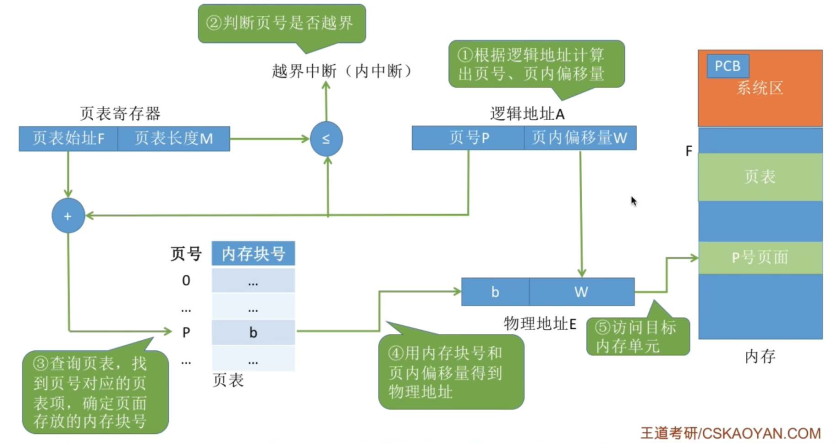 ②判断页号是否越界
越界中断（内中断）
①根据逻辑地址计算
出页号、页内偏移量
PCB
系统区
页表寄存器
逻辑地址A
页表始址F
页表长度M
≤
页号P
页内偏移量W
F
页表
+
页号
内存块号
0
...
...
...
P
b
...
...
b
W
P号页面
物理地址E
⑤访问目标
内存单元
内存
③查询页表，找
到页号对应的页
表项，确定页面
存放的内存块号
页表
④用内存块号和
页内偏移量得到
物理地址
王道考研/CSKAOYAN.COM